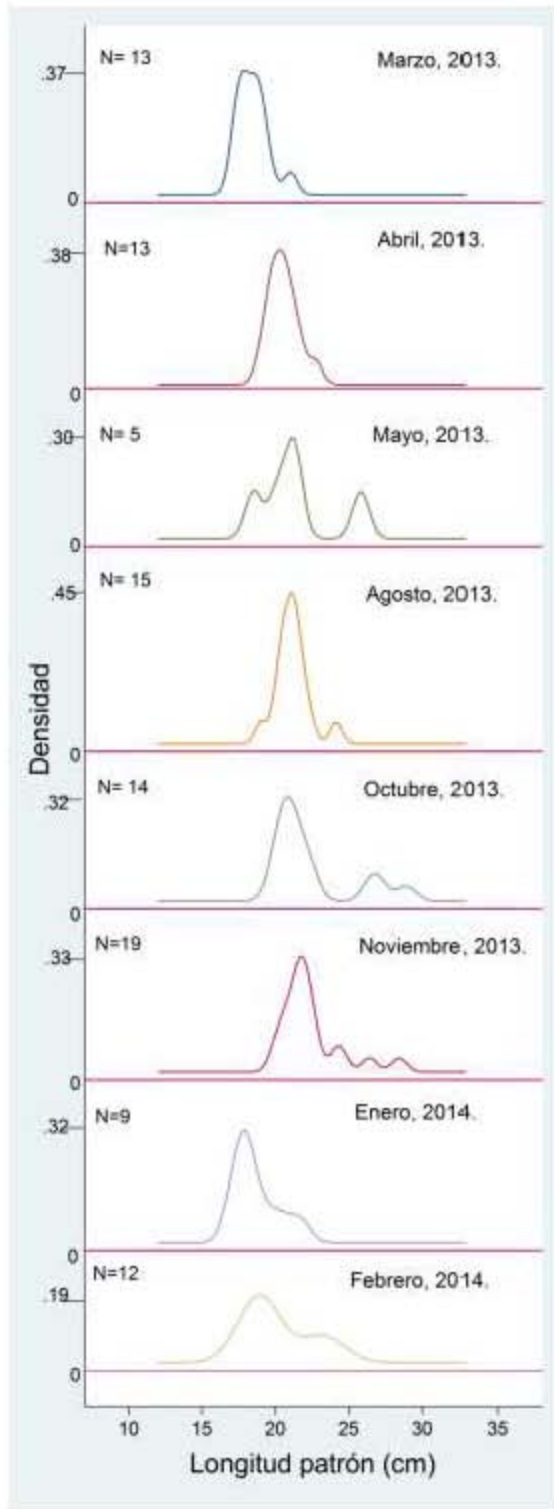 N= 13
Marzo, 2013.
.37
0
N=13
Abril, 2013.
.38
0
N= 5
Mayo, 2013.
.30
0
N= 15
Agosto, 2013.
.45
0
Densidad
N= 14
Octubre, 2013.
.32
0
N=19
Noviembre, 2013.
.33
0
N=9
Enero, 2014.
.32
0
N=12
Febrero, 2014.
.19
0
10 15 20 25 30 35
Longitud patrón (cm)